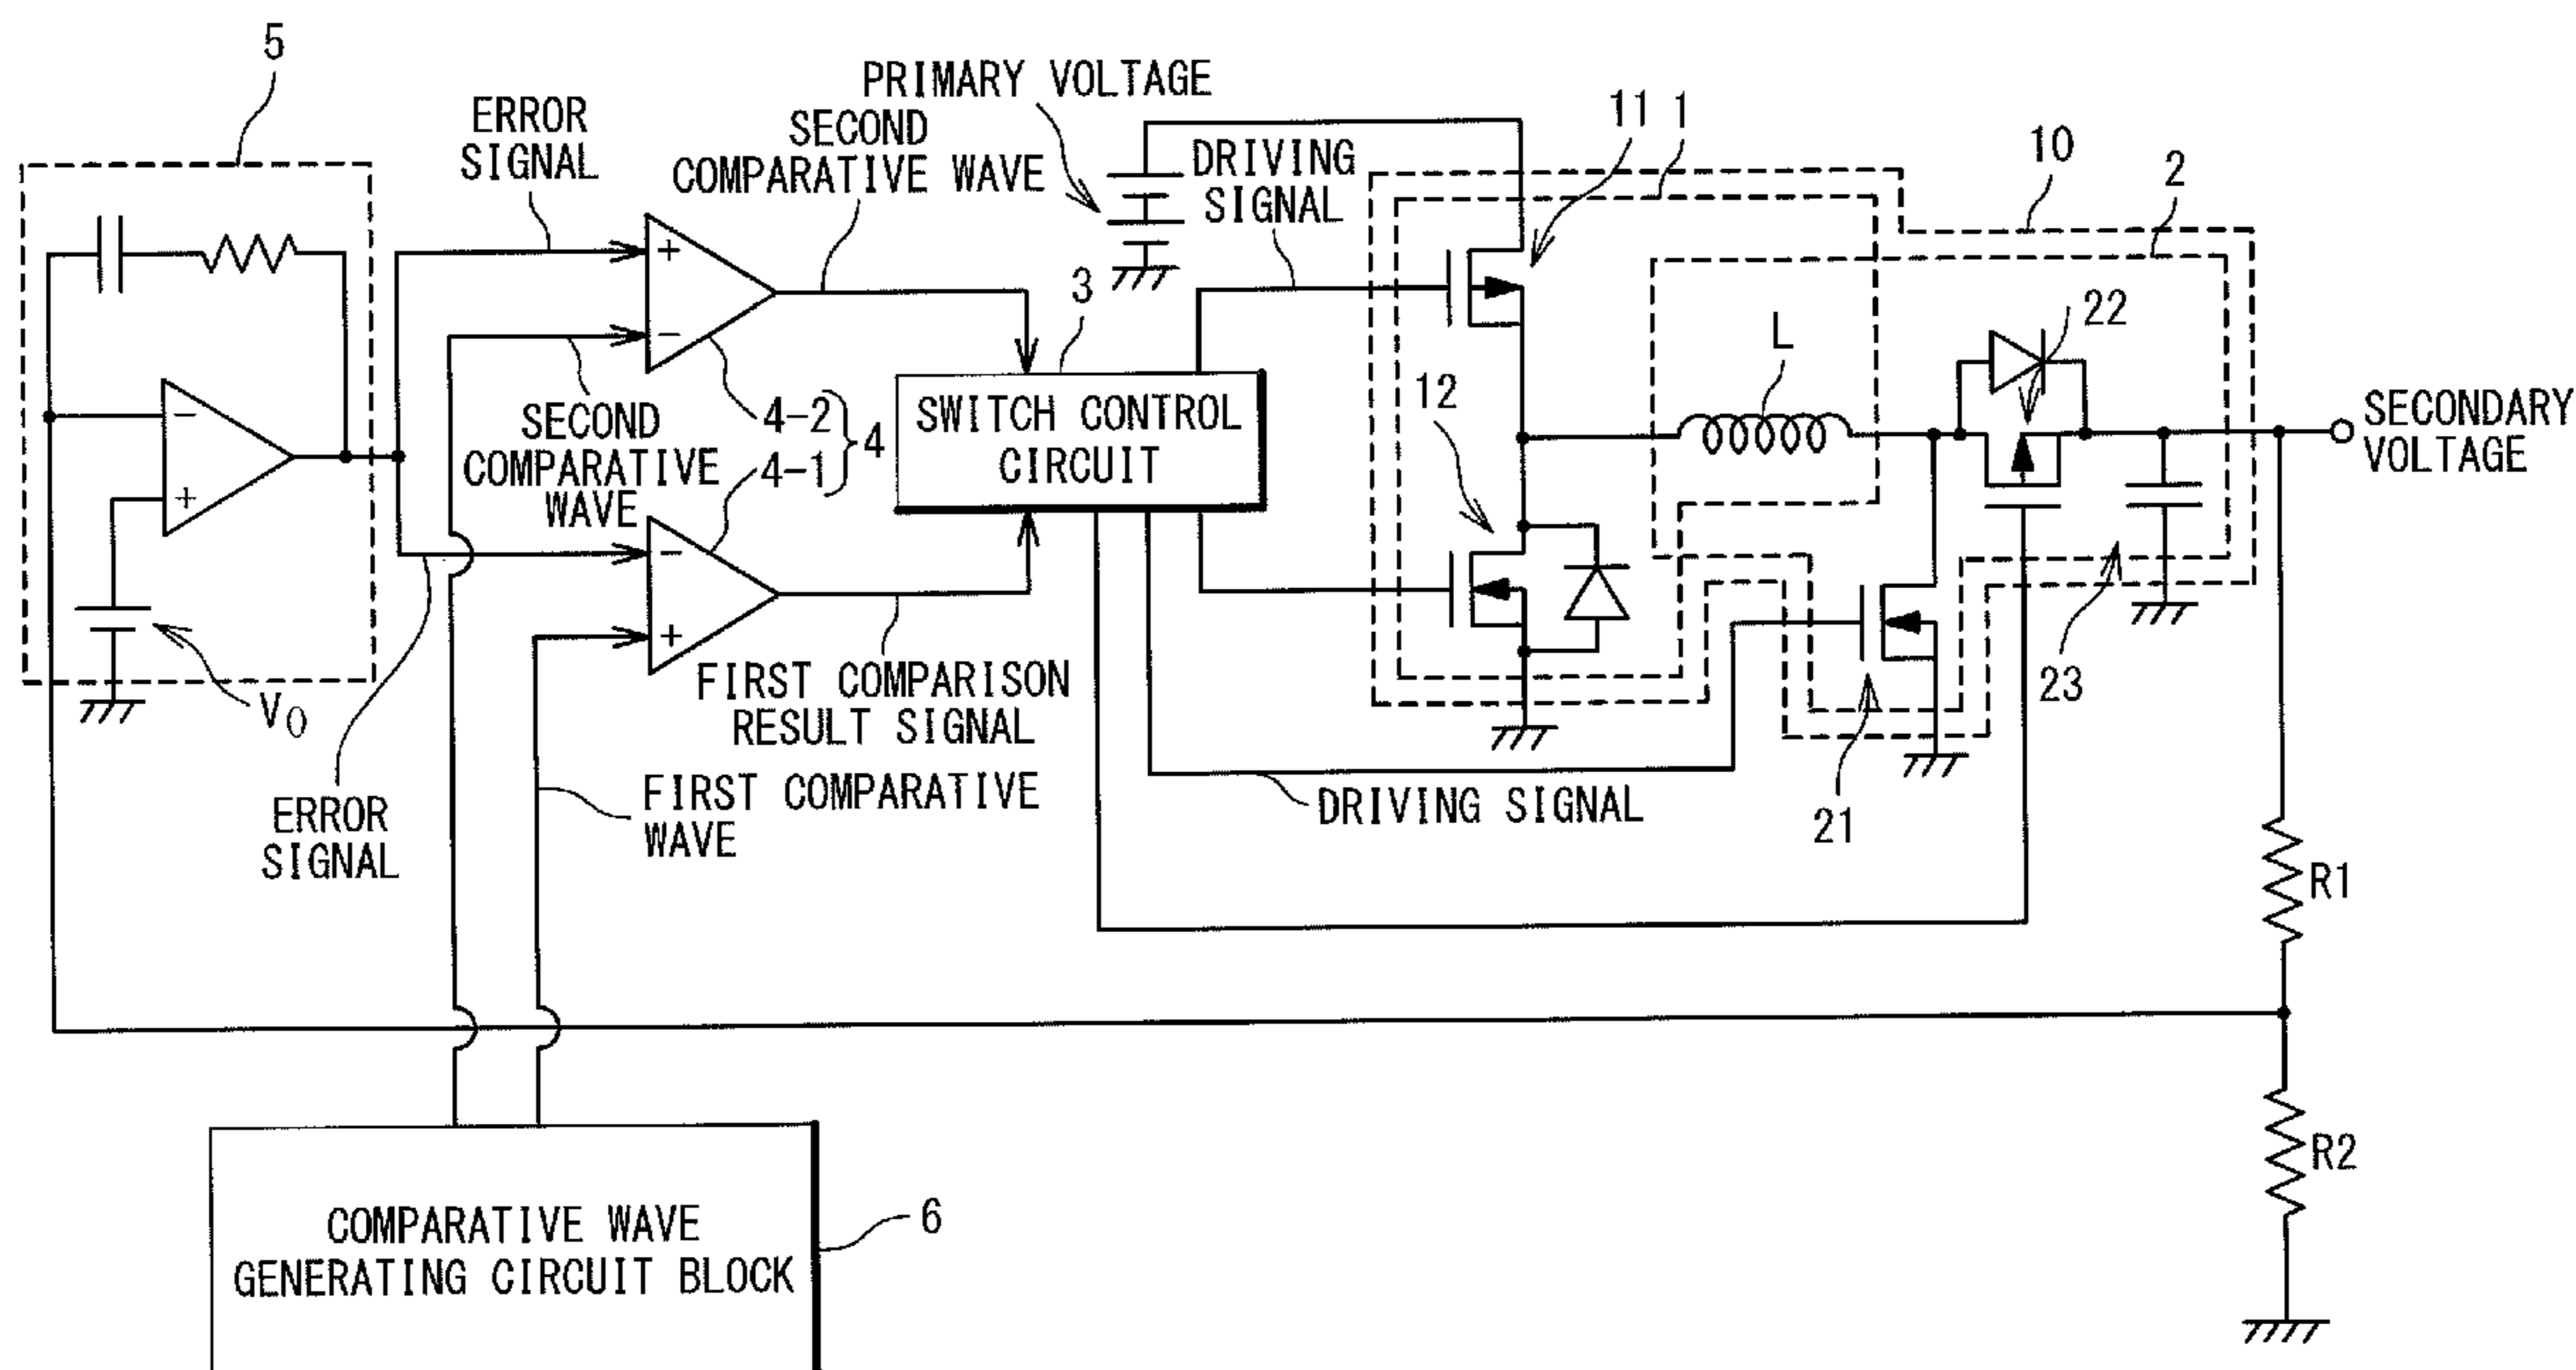 5
ERROR
SIGNAL
PRIMARY VOLTAGE
SECOND
COMPARATIVE WAVE
DRIVING
SIGNAL
11
1
10
2
+
−
3
SWITCH CONTROL
CIRCUIT
4-2
4-1
4
SECOND
COMPARATIVE
WAVE
−
+
−
+
V0
12
L
22
SECONDARY
VOLTAGE
23
21
FIRST COMPARISON
RESULT SIGNAL
FIRST COMPARATIVE
WAVE
ERROR
SIGNAL
DRIVING SIGNAL
R1
R2
COMPARATIVE WAVE
GENERATING CIRCUIT BLOCK
6